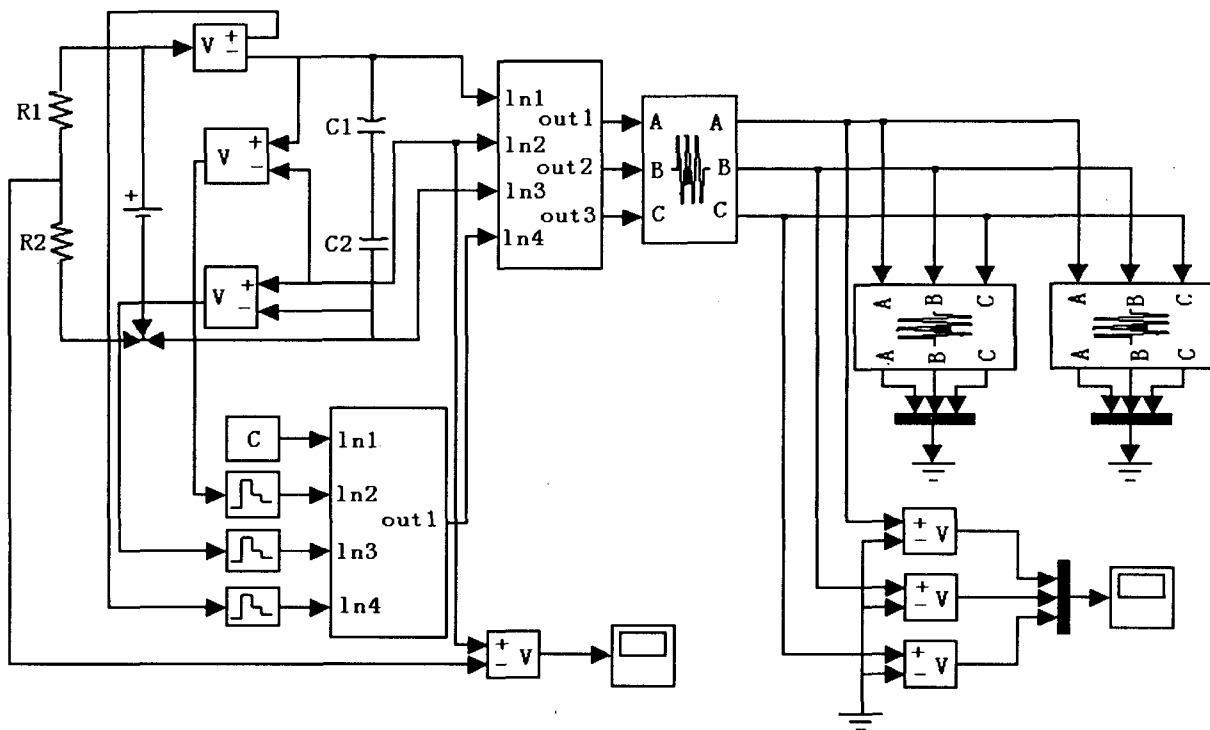 V + −
R1
R2
+
V + −
V + −
C1
C2
ln1
ln2
ln3
ln4
out1
out2
out3
A A
B B
C C
A B C
A B C
A B C
A B C
C
ln1
ln2
ln3
ln4
out1
+ − V
+ − V
+ − V
+ − V